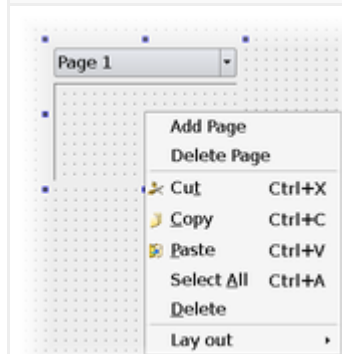 Page 1
Add Page
Delete Page
Cut Ctrl+X
Copy Ctrl+C
Paste Ctrl+V
Select All Ctrl+A
Delete
Lay out